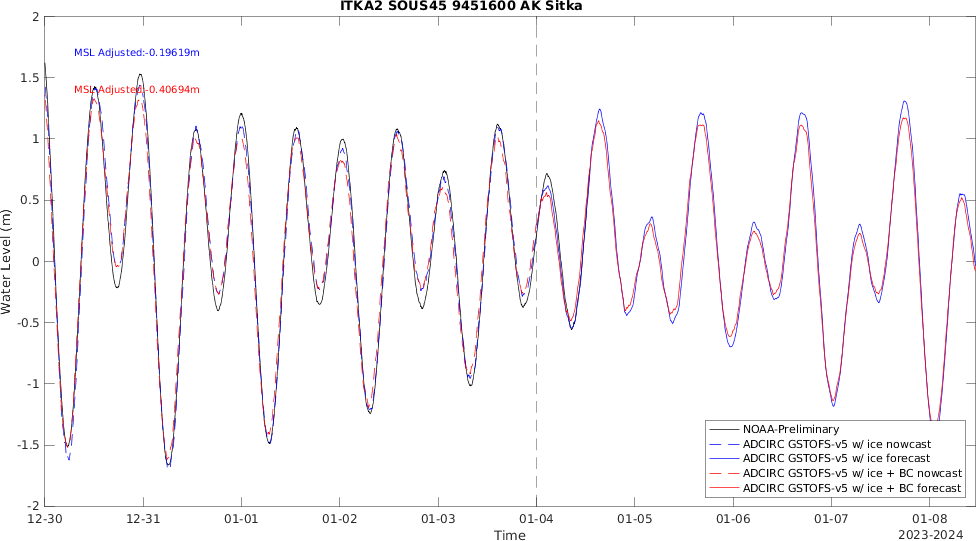 ITKA2 SOUS45 9451600 AK Sitka
2
1.5
1
0.5
0
-0.5
-1
-1.5
-2
Water Level (m)
MSL Adjusted:-0.19619m
MSL Adjusted:-0.40694m
NOAA-Preliminary
ADCIRC GSTOFS-v5 w/ ice nowcast
ADCIRC GSTOFS-v5 w/ ice forecast
ADCIRC GSTOFS-v5 w/ ice + BC nowcast
ADCIRC GSTOFS-v5 w/ ice + BC forecast
12-30 12-31 01-01 01-02 01-03 01-04 01-05 01-06 01-07 01-08
Time
2023-2024